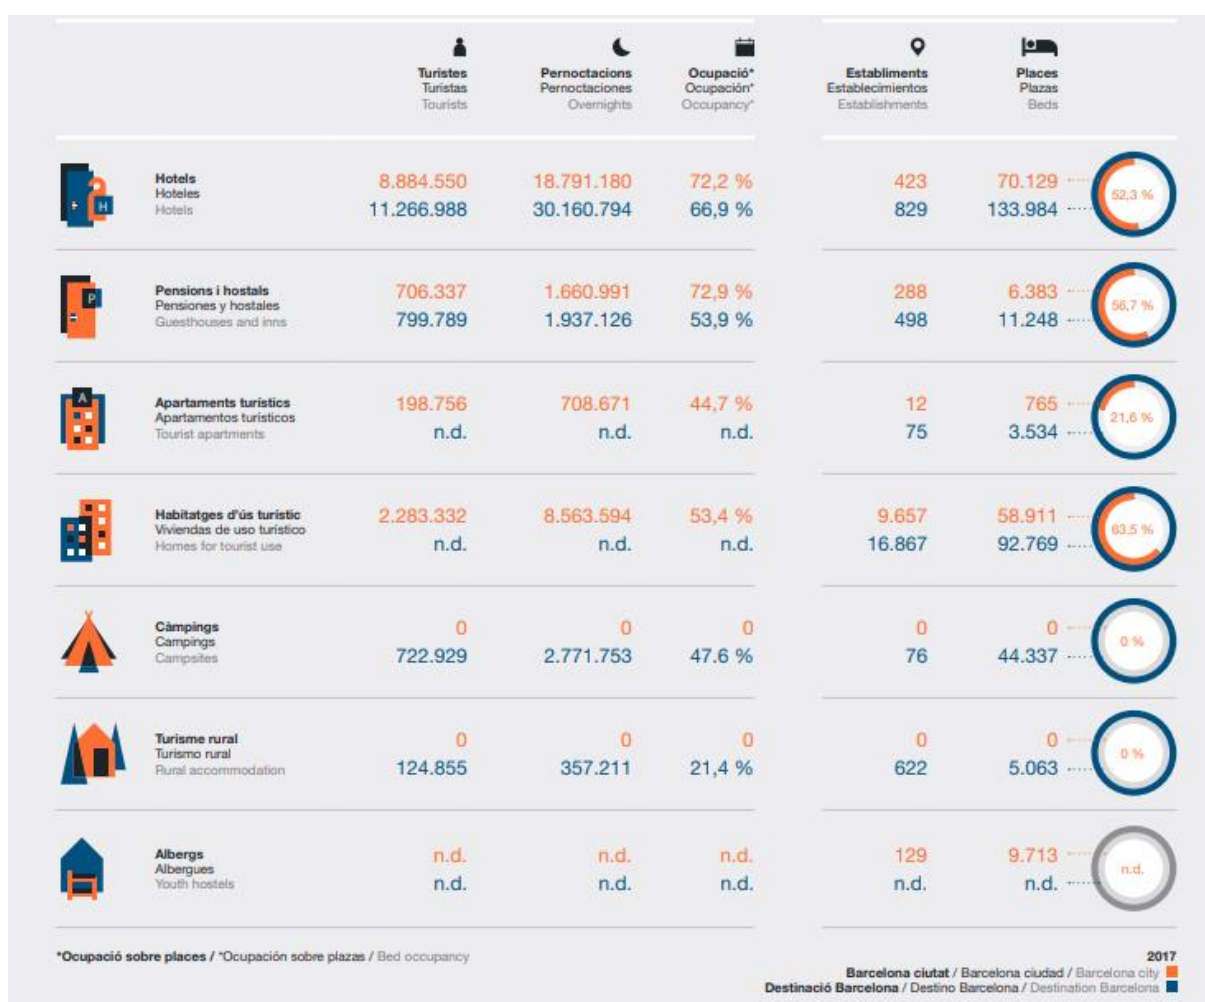 Turistes Pernoctacions Ocupació* Establiments Places
Turistas Pernoctaciones Ocupación* Establecimientos Plazas
Tourists Overnights Occupancy* Establishments Beds
Hotels 8.884.550 18.791.180 72,2 % 423 70.129
Hoteles 11.266.988 30.160.794 66,9 % 829 133.984
Hotels
H
52,3 %
Pensions i hostals 706.337 1.660.991 72,9 % 288 6.383
Pensiones y hostales 799.789 1.937.126 53,9 % 498 11.248
Guesthouses and inns
P
56,7 %
Apartaments turístics 198.756 708.671 44,7 % 12 765
Apartamentos turísticos n.d. n.d. n.d. 75 3.534
Tourist apartments
A
21,6 %
Habitatges d'ús turístic 2.283.332 8.563.594 53,4 % 9.657 58.911
Viviendas de uso turístico n.d. n.d. n.d. 16.867 92.769
Homes for tourist use
63,5 %
Càmpings 0 0 0 0 0
Campings 722.929 2.771.753 47.6 % 76 44.337
Campsites
0 %
Turisme rural 0 0 0 0 0
Turismo rural 124.855 357.211 21,4 % 622 5.063
Rural accommodation
0 %
Albergs n.d. n.d. n.d. 129 9.713
Albergues n.d. n.d. n.d. n.d. n.d.
Youth hostels
n.d.
*Ocupació sobre places / *Ocupación sobre plazas / Bed occupancy
2017
Barcelona ciutat / Barcelona ciudad / Barcelona city
Destinació Barcelona / Destino Barcelona / Destination Barcelona